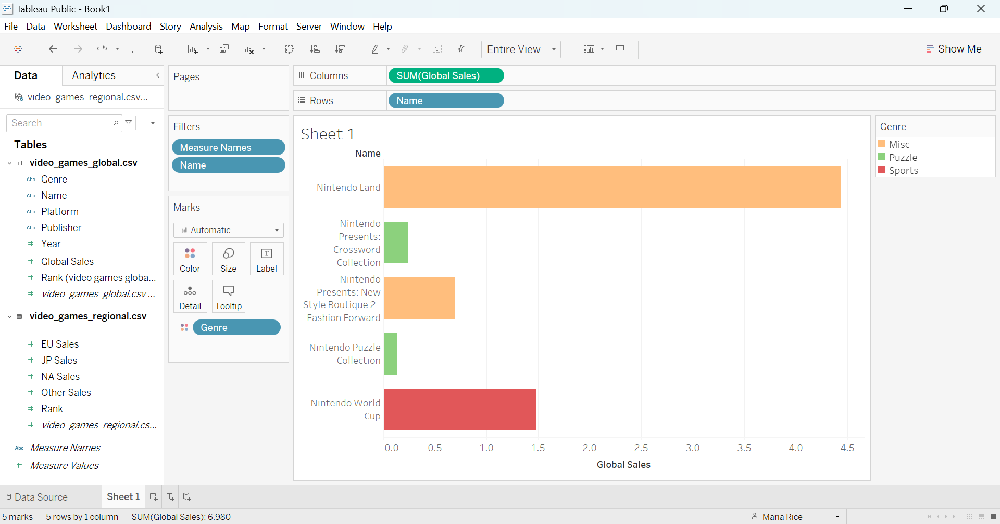 Tableau Public - Book1
File Data Worksheet Dashboard Story Analysis Map Format Server Window Help
Entire View
Show Me
Data Analytics
video_games_regional.csv...
Search
Tables
video_games_global.csv
Abc Genre
Abc Name
Abc Platform
Abc Publisher
# Year
# Global Sales
# Rank (video games globa...
# video_games_global.csv ...
video_games_regional.csv
# EU Sales
# JP Sales
# NA Sales
# Other Sales
# Rank
# video_games_regional.cs...
Abc Measure Names
# Measure Values
Pages
Filters
Measure Names
Name
Marks
Automatic
Color Size Label
Detail Tooltip
Genre
Columns SUM(Global Sales)
Rows Name
Sheet 1
Name
Nintendo Land
Nintendo
Presents:
Crossword
Collection
Nintendo
Presents: New
Style Boutique 2 -
Fashion Forward
Nintendo Puzzle
Collection
Nintendo World
Cup
0.0 0.5 1.0 1.5 2.0 2.5 3.0 3.5 4.0 4.5
Global Sales
Genre
Misc
Puzzle
Sports
Data Source Sheet 1
5 marks 5 rows by 1 column SUM(Global Sales): 6.980 Maria Rice